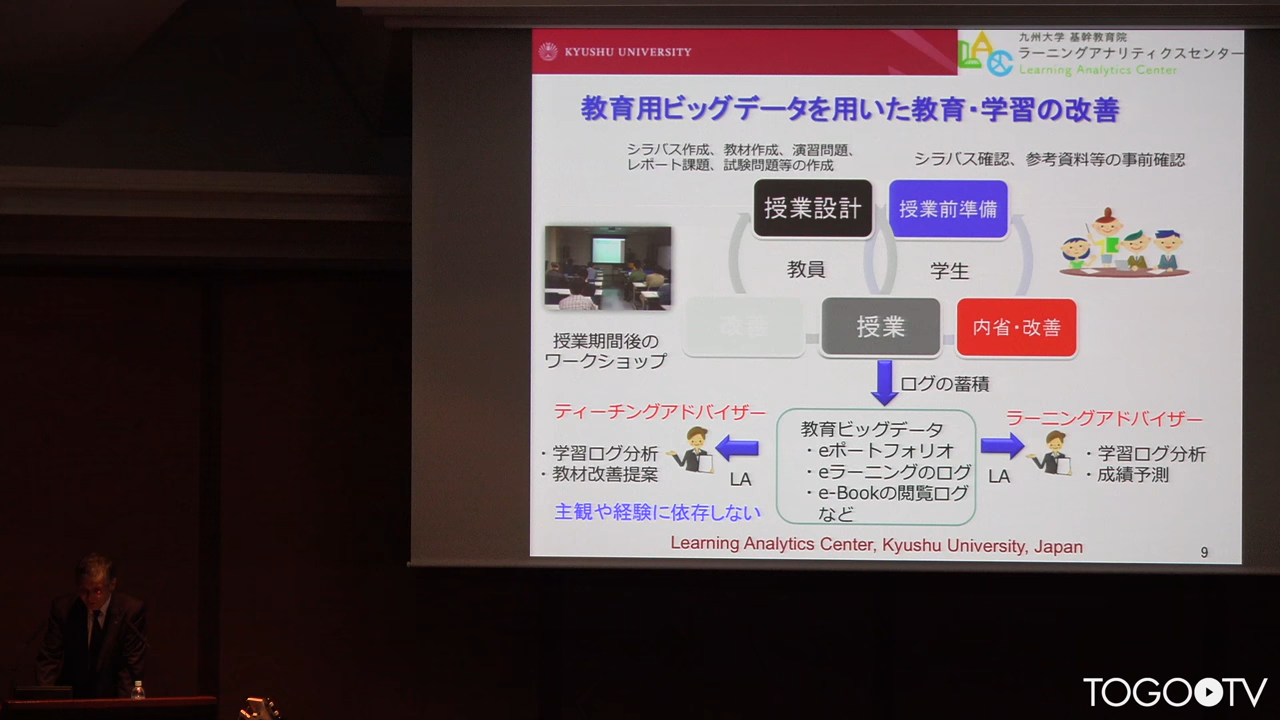 KYUSHU UNIVERSITY
LAC
九州大学 基幹教育院
ラーニングアナリティクスセンター
Learning Analytics Center
教育用ビッグデータを用いた教育・学習の改善
シラバス作成、教材作成、演習問題、
レポート課題、試験問題等の作成
シラバス確認、参考資料等の事前確認
授業設計
授業前準備
教員
学生
改善
授業
内省・改善
授業期間後の
ワークショップ
ログの蓄積
ティーチングアドバイザー
ラーニングアドバイザー
・学習ログ分析
・教材改善提案
LA
教育ビッグデータ
・eポートフォリオ
・eラーニングのログ
・e-Bookの閲覧ログ
など
LA
・学習ログ分析
・成績予測
主観や経験に依存しない
Learning Analytics Center, Kyushu University, Japan
9
TOGO TV